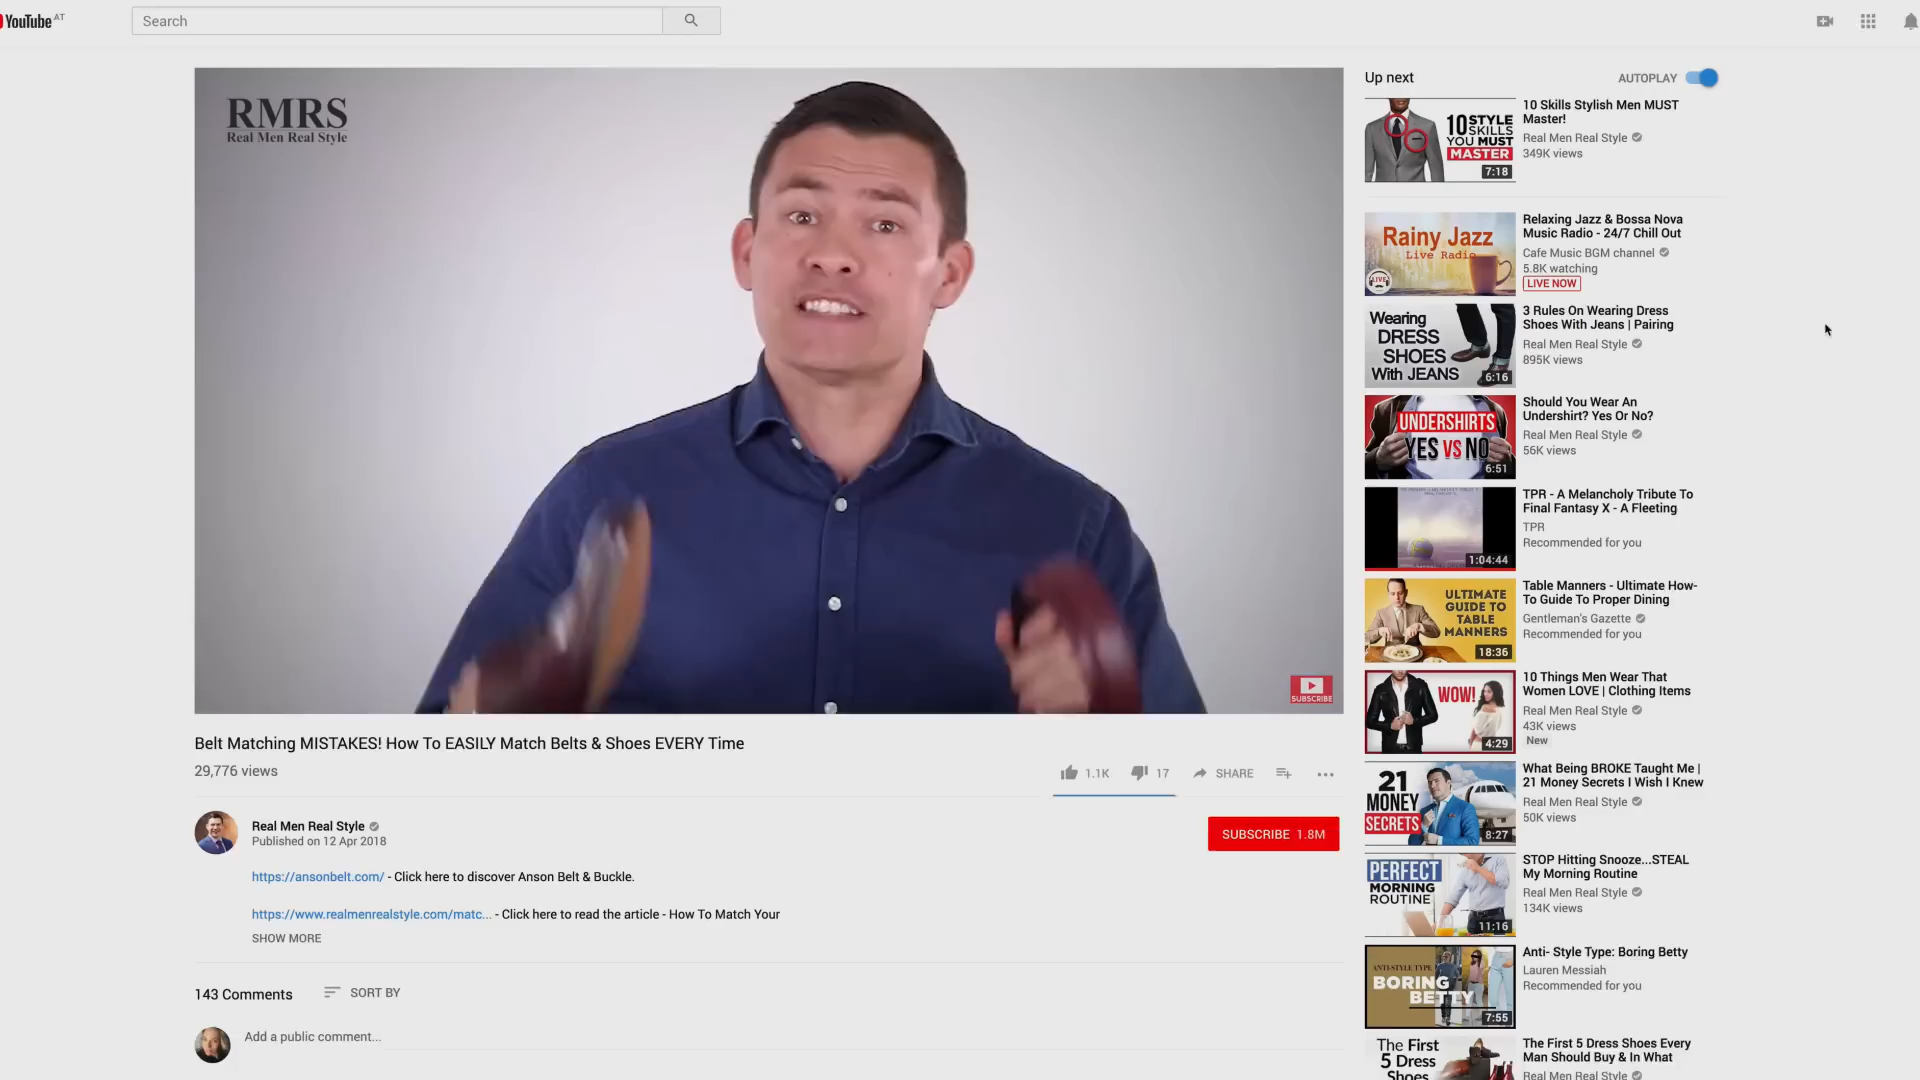 YouTube AT
Search
RMRS
Real Men Real Style
SUBSCRIBE
Belt Matching MISTAKES! How To EASILY Match Belts & Shoes EVERY Time
29,776 views
1.1K
17
SHARE
Real Men Real Style
Published on 12 Apr 2018
SUBSCRIBE 1.8M
https://ansonbelt.com/ - Click here to discover Anson Belt & Buckle.
https://www.realmenrealstyle.com/matc... - Click here to read the article - How To Match Your
SHOW MORE
143 Comments
SORT BY
Add a public comment...
Up next
AUTOPLAY
10 STYLE
SKILLS
YOU MUST
MASTER
7:18
10 Skills Stylish Men MUST
Master!
Real Men Real Style
349K views
Rainy Jazz
Live Radio
LIVE
Relaxing Jazz & Bossa Nova
Music Radio - 24/7 Chill Out
Cafe Music BGM channel
5.8K watching
LIVE NOW
Wearing
DRESS
SHOES
With JEANS
6:16
3 Rules On Wearing Dress
Shoes With Jeans | Pairing
Real Men Real Style
895K views
UNDERSHIRTS
YES VS NO
6:51
Should You Wear An
Undershirt? Yes Or No?
Real Men Real Style
56K views
1:04:44
TPR - A Melancholy Tribute To
Final Fantasy X - A Fleeting
TPR
Recommended for you
ULTIMATE
GUIDE TO
TABLE
MANNERS
18:36
Table Manners - Ultimate How-
To Guide To Proper Dining
Gentleman's Gazette
Recommended for you
WOW!
4:29
10 Things Men Wear That
Women LOVE | Clothing Items
Real Men Real Style
43K views
New
21
MONEY
SECRETS
8:27
What Being BROKE Taught Me |
21 Money Secrets I Wish I Knew
Real Men Real Style
50K views
PERFECT
MORNING
ROUTINE
11:16
STOP Hitting Snooze...STEAL
My Morning Routine
Real Men Real Style
134K views
ANTI-STYLE TYPE
BORING
BETTY
7:55
Anti- Style Type: Boring Betty
Lauren Messiah
Recommended for you
The First
5 Dress
Shoes
The First 5 Dress Shoes Every
Man Should Buy & In What
Real Men Real Style